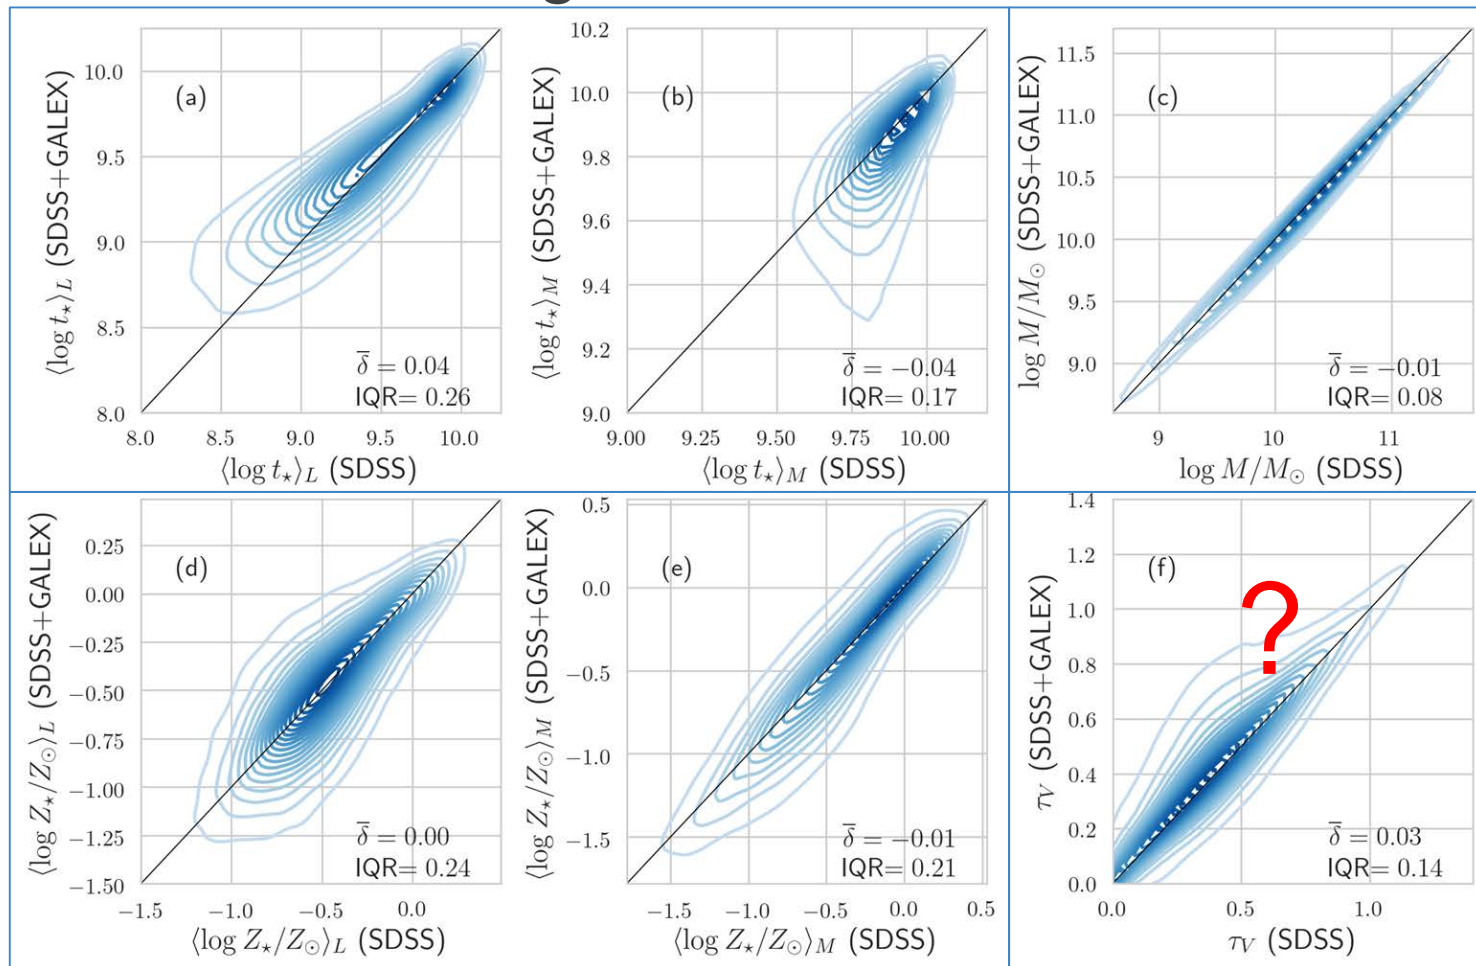 g
(a)
⟨log t⋆⟩L (SDSS+GALEX)
10.0
9.5
9.0
8.5
8.0
δ̅ = 0.04
IQR= 0.26
8.0 8.5 9.0 9.5 10.0
⟨log t⋆⟩L (SDSS)
(b)
⟨log t⋆⟩M (SDSS+GALEX)
10.2
10.0
9.8
9.6
9.4
9.2
9.0
δ̅ = −0.04
IQR= 0.17
9.00 9.25 9.50 9.75 10.00
⟨log t⋆⟩M (SDSS)
(c)
log M/M⊙ (SDSS+GALEX)
11.5
11.0
10.5
10.0
9.5
9.0
δ̅ = −0.01
IQR= 0.08
9 10 11
log M/M⊙ (SDSS)
(d)
⟨log Z⋆/Z⊙⟩L (SDSS+GALEX)
0.25
0.00
−0.25
−0.50
−0.75
−1.00
−1.25
−1.50
δ̅ = 0.00
IQR= 0.24
−1.5 −1.0 −0.5 0.0
⟨log Z⋆/Z⊙⟩L (SDSS)
(e)
⟨log Z⋆/Z⊙⟩M (SDSS+GALEX)
0.5
0.0
−0.5
−1.0
−1.5
δ̅ = −0.01
IQR= 0.21
−1.5 −1.0 −0.5 0.0 0.5
⟨log Z⋆/Z⊙⟩M (SDSS)
(f)
?
τV (SDSS+GALEX)
1.4
1.2
1.0
0.8
0.6
0.4
0.2
0.0
δ̅ = 0.03
IQR= 0.14
0.0 0.5 1.0
τV (SDSS)